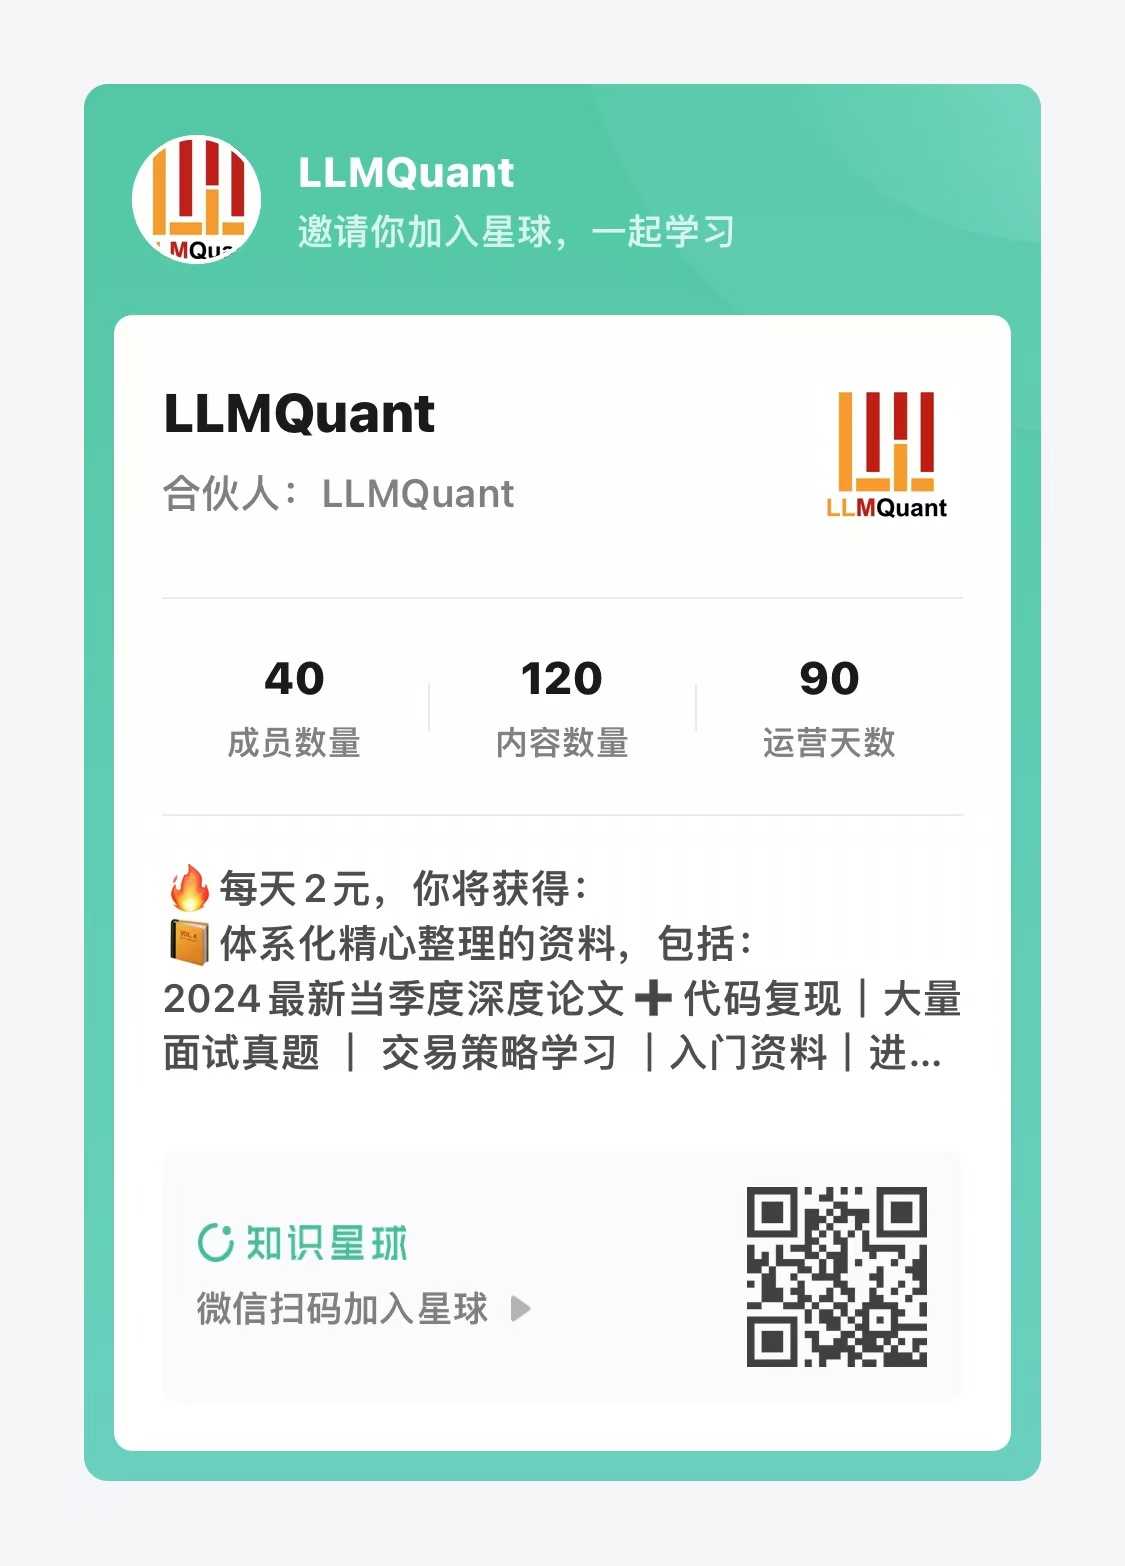 LLMQuant
邀请你加入星球，一起学习
MQua
LLMQuant
合伙人：LLMQuant
LLMQuant
40
120
90
成员数量
内容数量
运营天数
🔥每天2元，你将获得：
📙体系化精心整理的资料，包括：
2024最新当季度深度论文➕代码复现｜大量
面试真题 ｜ 交易策略学习 ｜入门资料｜进...
知识星球
微信扫码加入星球